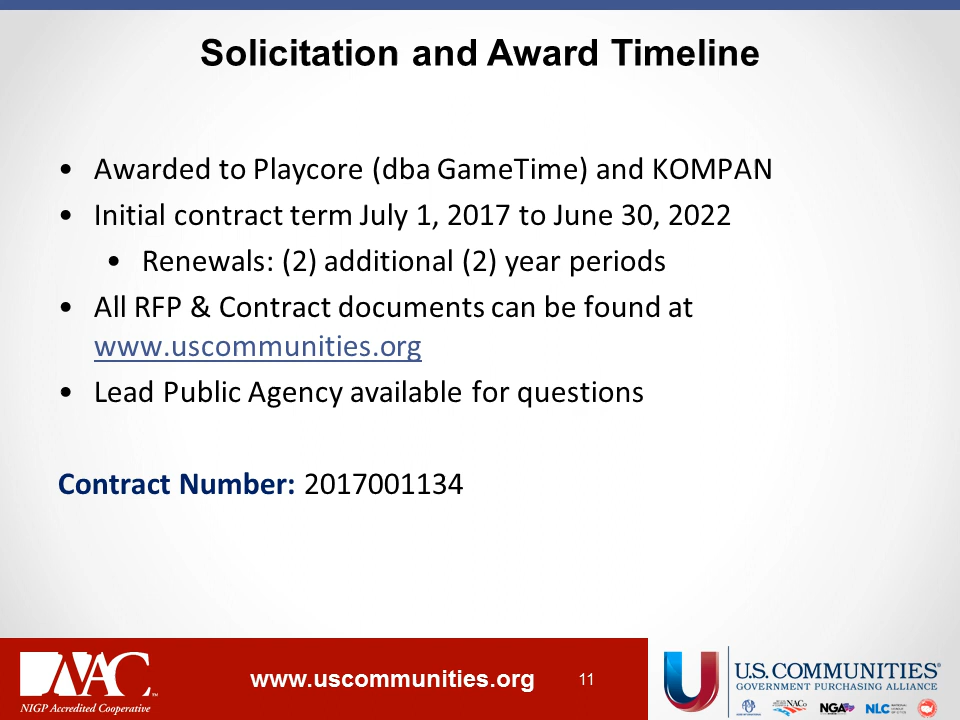 Solicitation and Award Timeline
• Awarded to Playcore (dba GameTime) and KOMPAN
• Initial contract term July 1, 2017 to June 30, 2022
• Renewals: (2) additional (2) year periods
• All RFP & Contract documents can be found at
www.uscommunities.org
• Lead Public Agency available for questions
Contract Number: 2017001134
NAC™
NIGP Accredited Cooperative
www.uscommunities.org
11
U.S. COMMUNITIES®
GOVERNMENT PURCHASING ALLIANCE
NACo
NGA
NLC